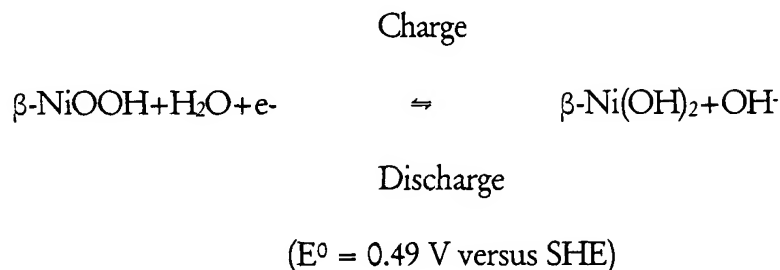 Charge
β-NiOOH+H₂O+e- ⇋ β-Ni(OH)₂+OH-
Discharge
(E⁰ = 0.49 V versus SHE)